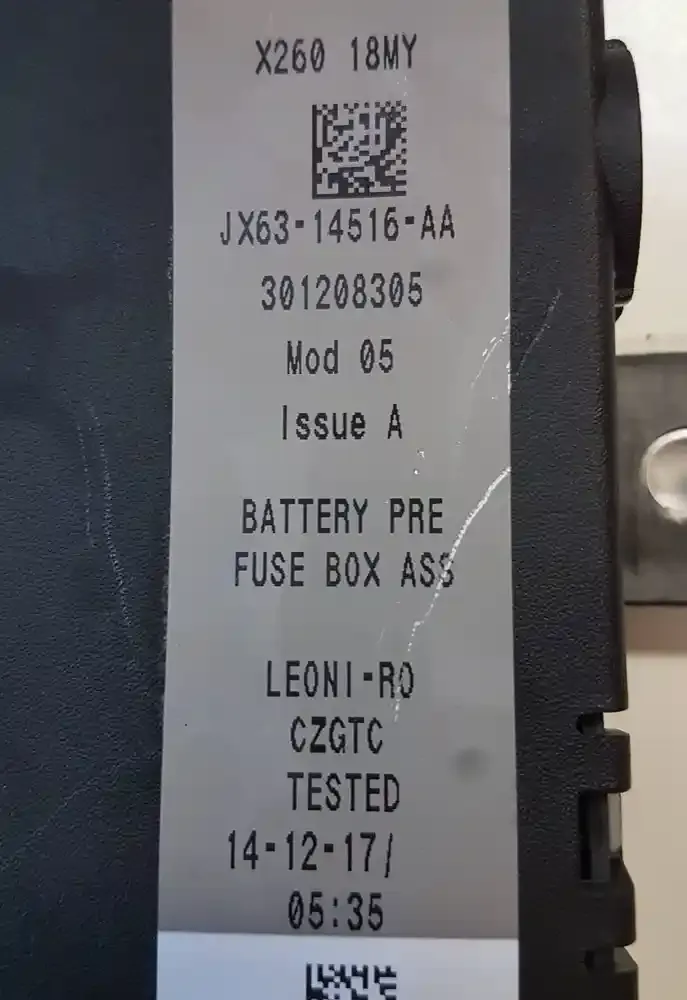 X260 18MY
JX63-14516-AA
301208305
Mod 05
Issue A
BATTERY PRE
FUSE BOX ASS
LEONI-RO
CZGTC
TESTED
14-12-17/
05:35